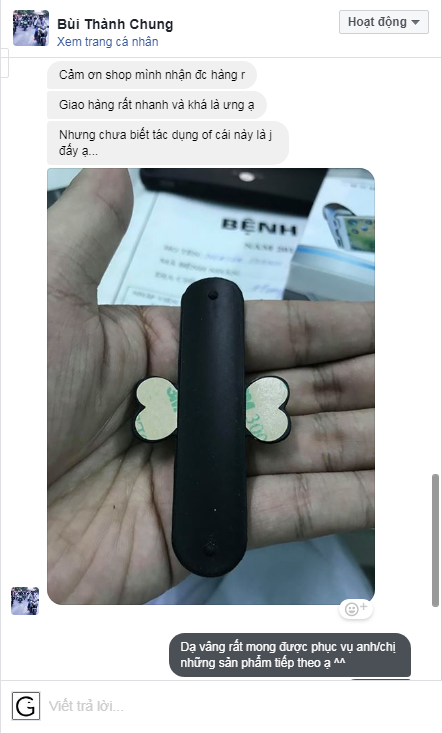 Bùi Thành Chung
Xem trang cá nhân
Hoạt động
Cảm ơn shop mình nhận đc hàng r
Giao hàng rất nhanh và khá là ưng ạ
Nhưng chưa biết tác dụng of cái này là j
đấy ạ...
BỆNH
Dạ vâng rất mong được phục vụ anh/chị
những sản phẩm tiếp theo ạ ^^
G
Viết trả lời...